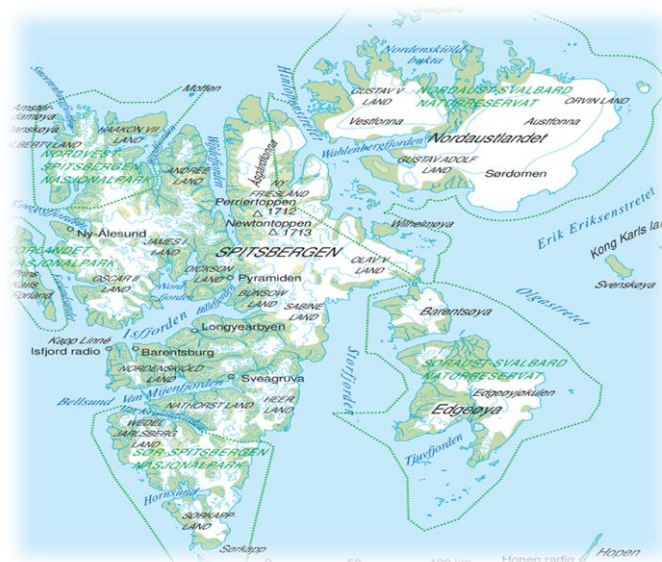 Nordenskiöld
bukta
Moffen
Hinlopenstretet
GUSTAV V
LAND
NORDAUST-SVALBARD
NATURRESERVAT
ORVIN LAND
Vestfonna
Austfonna
Wahlenbergfjorden
Nordaustlandet
GUSTAV ADOLF
LAND
Sørdomen
HAAKON VII
LAND
NORDVEST
SPITSBERGEN
NASJONALPARK
ANDRÉE
LAND
Wijdefjorden
Åsgårdfonna
NY
FRIESLAND
Perriertoppen
1712
Newtontoppen
1713
Wilhelmøya
Erik Eriksenstretet
Svenskøya
Ny-Ålesund
JAMES I
LAND
SPITSBERGEN
OLAV V
LAND
DICKSON
LAND
Pyramiden
BÜNSOW
LAND
OSCAR II
LAND
Billefjorden
SABINE
LAND
Barentsøya
Olgastretet
Isfjorden
Longyearbyen
Kapp Linné
Isfjord radio
Barentsburg
Storfjorden
SØRAUST-SVALBARD
NATURRESERVAT
NORDENSKIÖLD
LAND
Sveagruva
Edgeøyjøkulen
Bellsund
Van Mijenfjorden
NATHORST LAND
HEER
LAND
Edgeøya
WEDEL
JARLSBERG
LAND
Tjuvfjorden
SØR-SPITSBERGEN
NASJONALPARK
Hornsund
SØRKAPP
LAND
Sørkapp
Hopen radio
Hopen